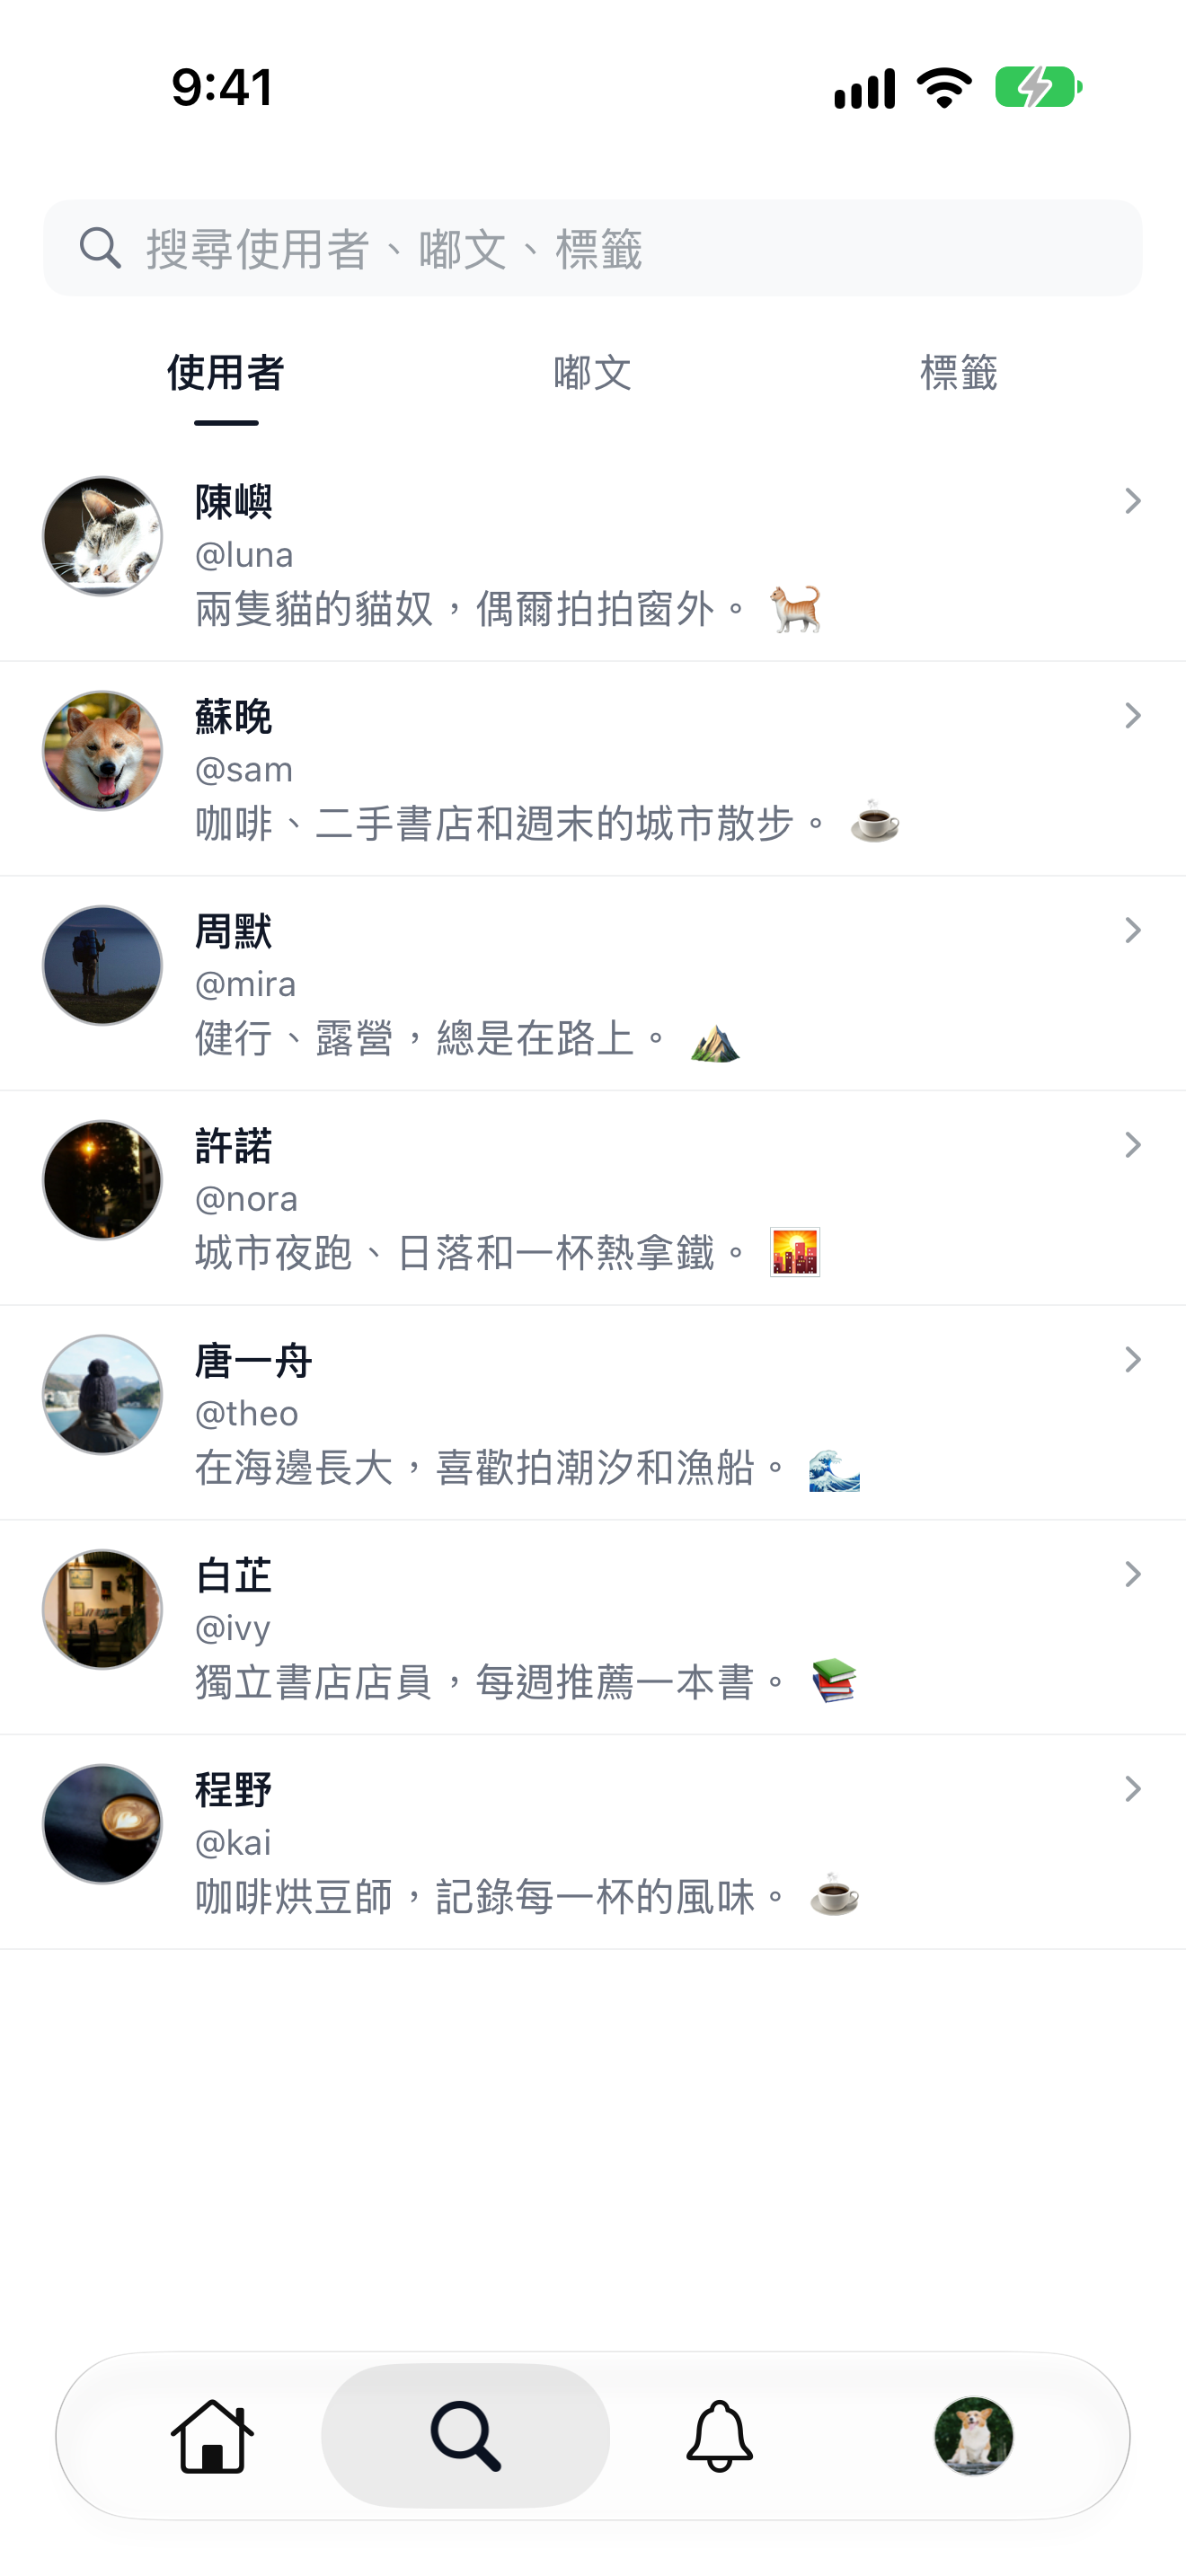 9:41
搜尋使用者、嘟文、標籤
使用者
嘟文
標籤
陳嶼
@luna
兩隻貓的貓奴，偶爾拍拍窗外。🐈
蘇晚
@sam
咖啡、二手書店和週末的城市散步。☕
周默
@mira
健行、露營，總是在路上。⛰️
許諾
@nora
城市夜跑、日落和一杯熱拿鐵。🌇
唐一舟
@theo
在海邊長大，喜歡拍潮汐和漁船。🌊
白芷
@ivy
獨立書店店員，每週推薦一本書。📚
程野
@kai
咖啡烘豆師，記錄每一杯的風味。☕